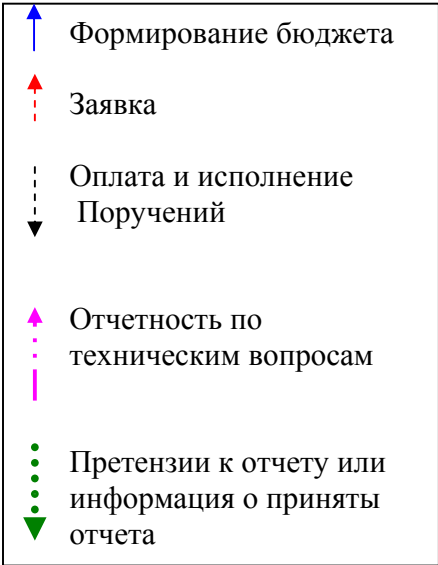 Формирование бюджета
Заявка
Оплата и исполнение
Поручений
Отчетность по
техническим вопросам
Претензии к отчету или
информация о приняты
отчета